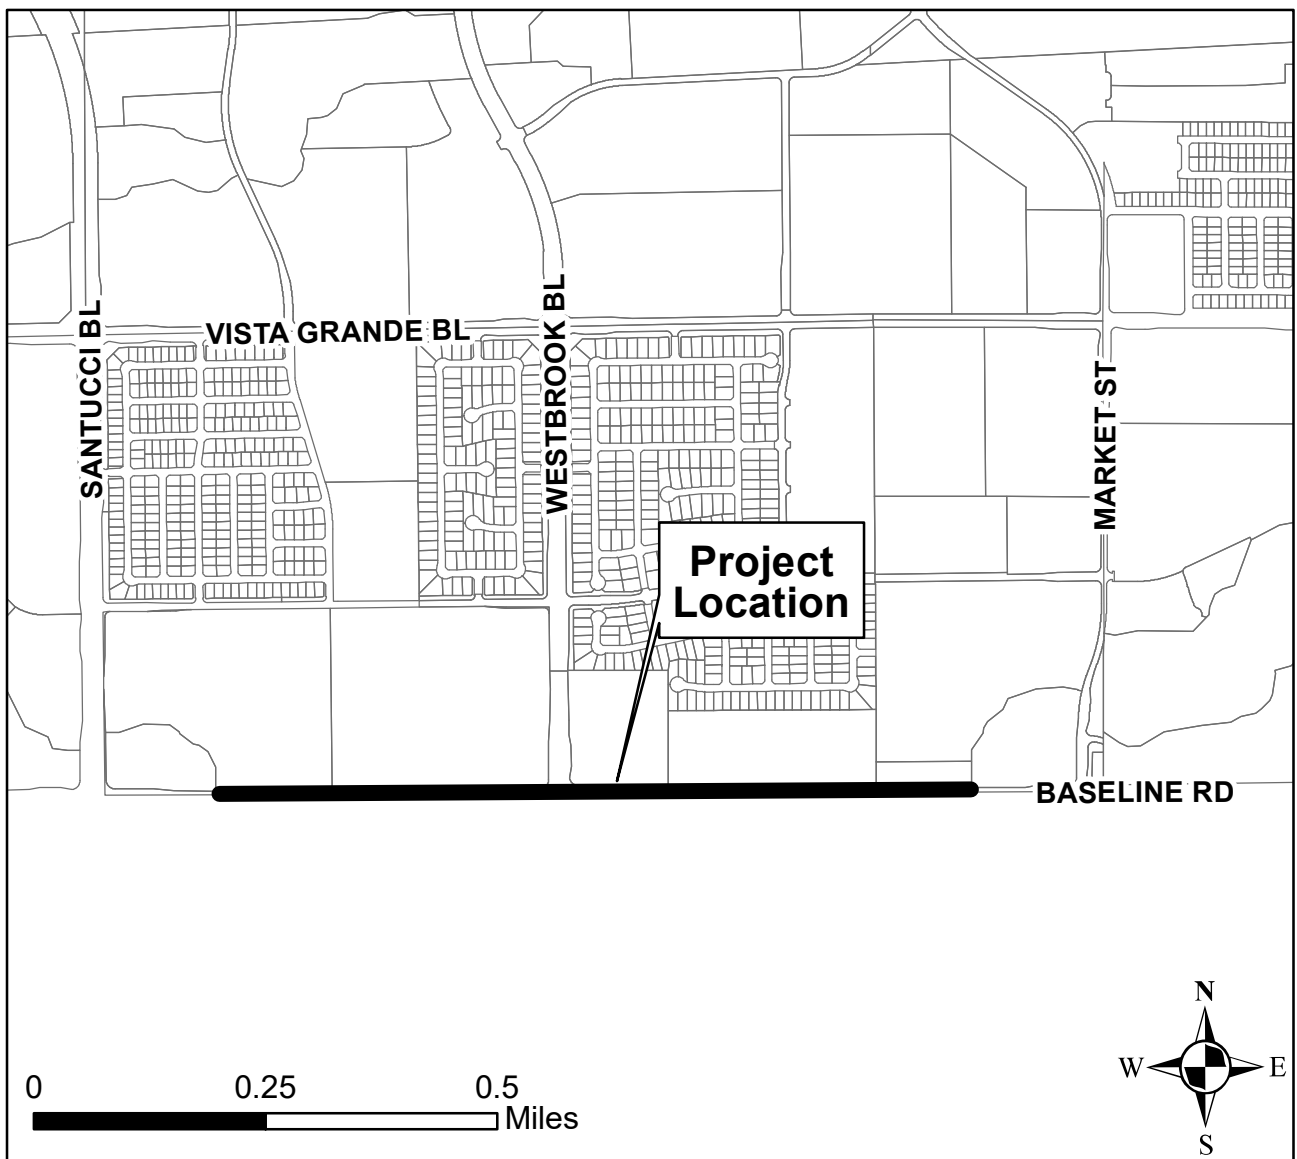 VISTA GRANDE BL
SANTUCCI BL
WESTBROOK BL
MARKET ST
Project
Location
BASELINE RD
N
W
E
S
0
0.25
0.5
Miles